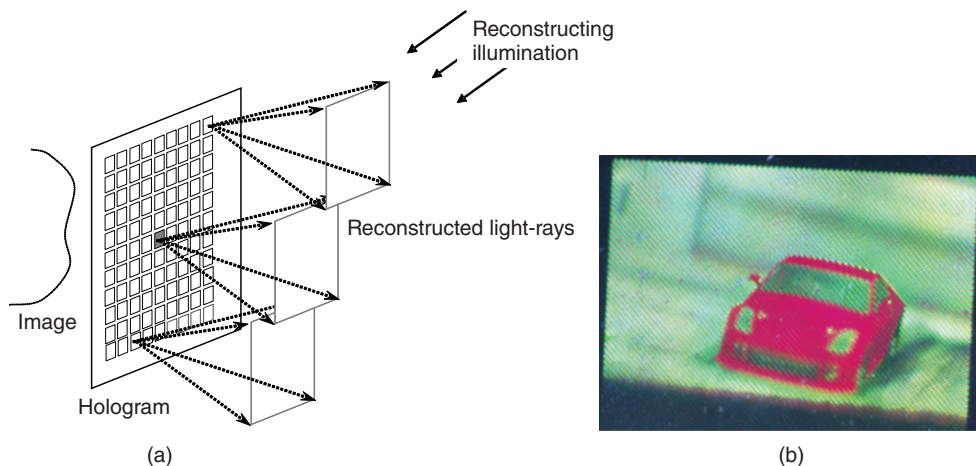 Reconstructing
illumination
Reconstructed light-rays
Image
Hologram
(a)
(b)